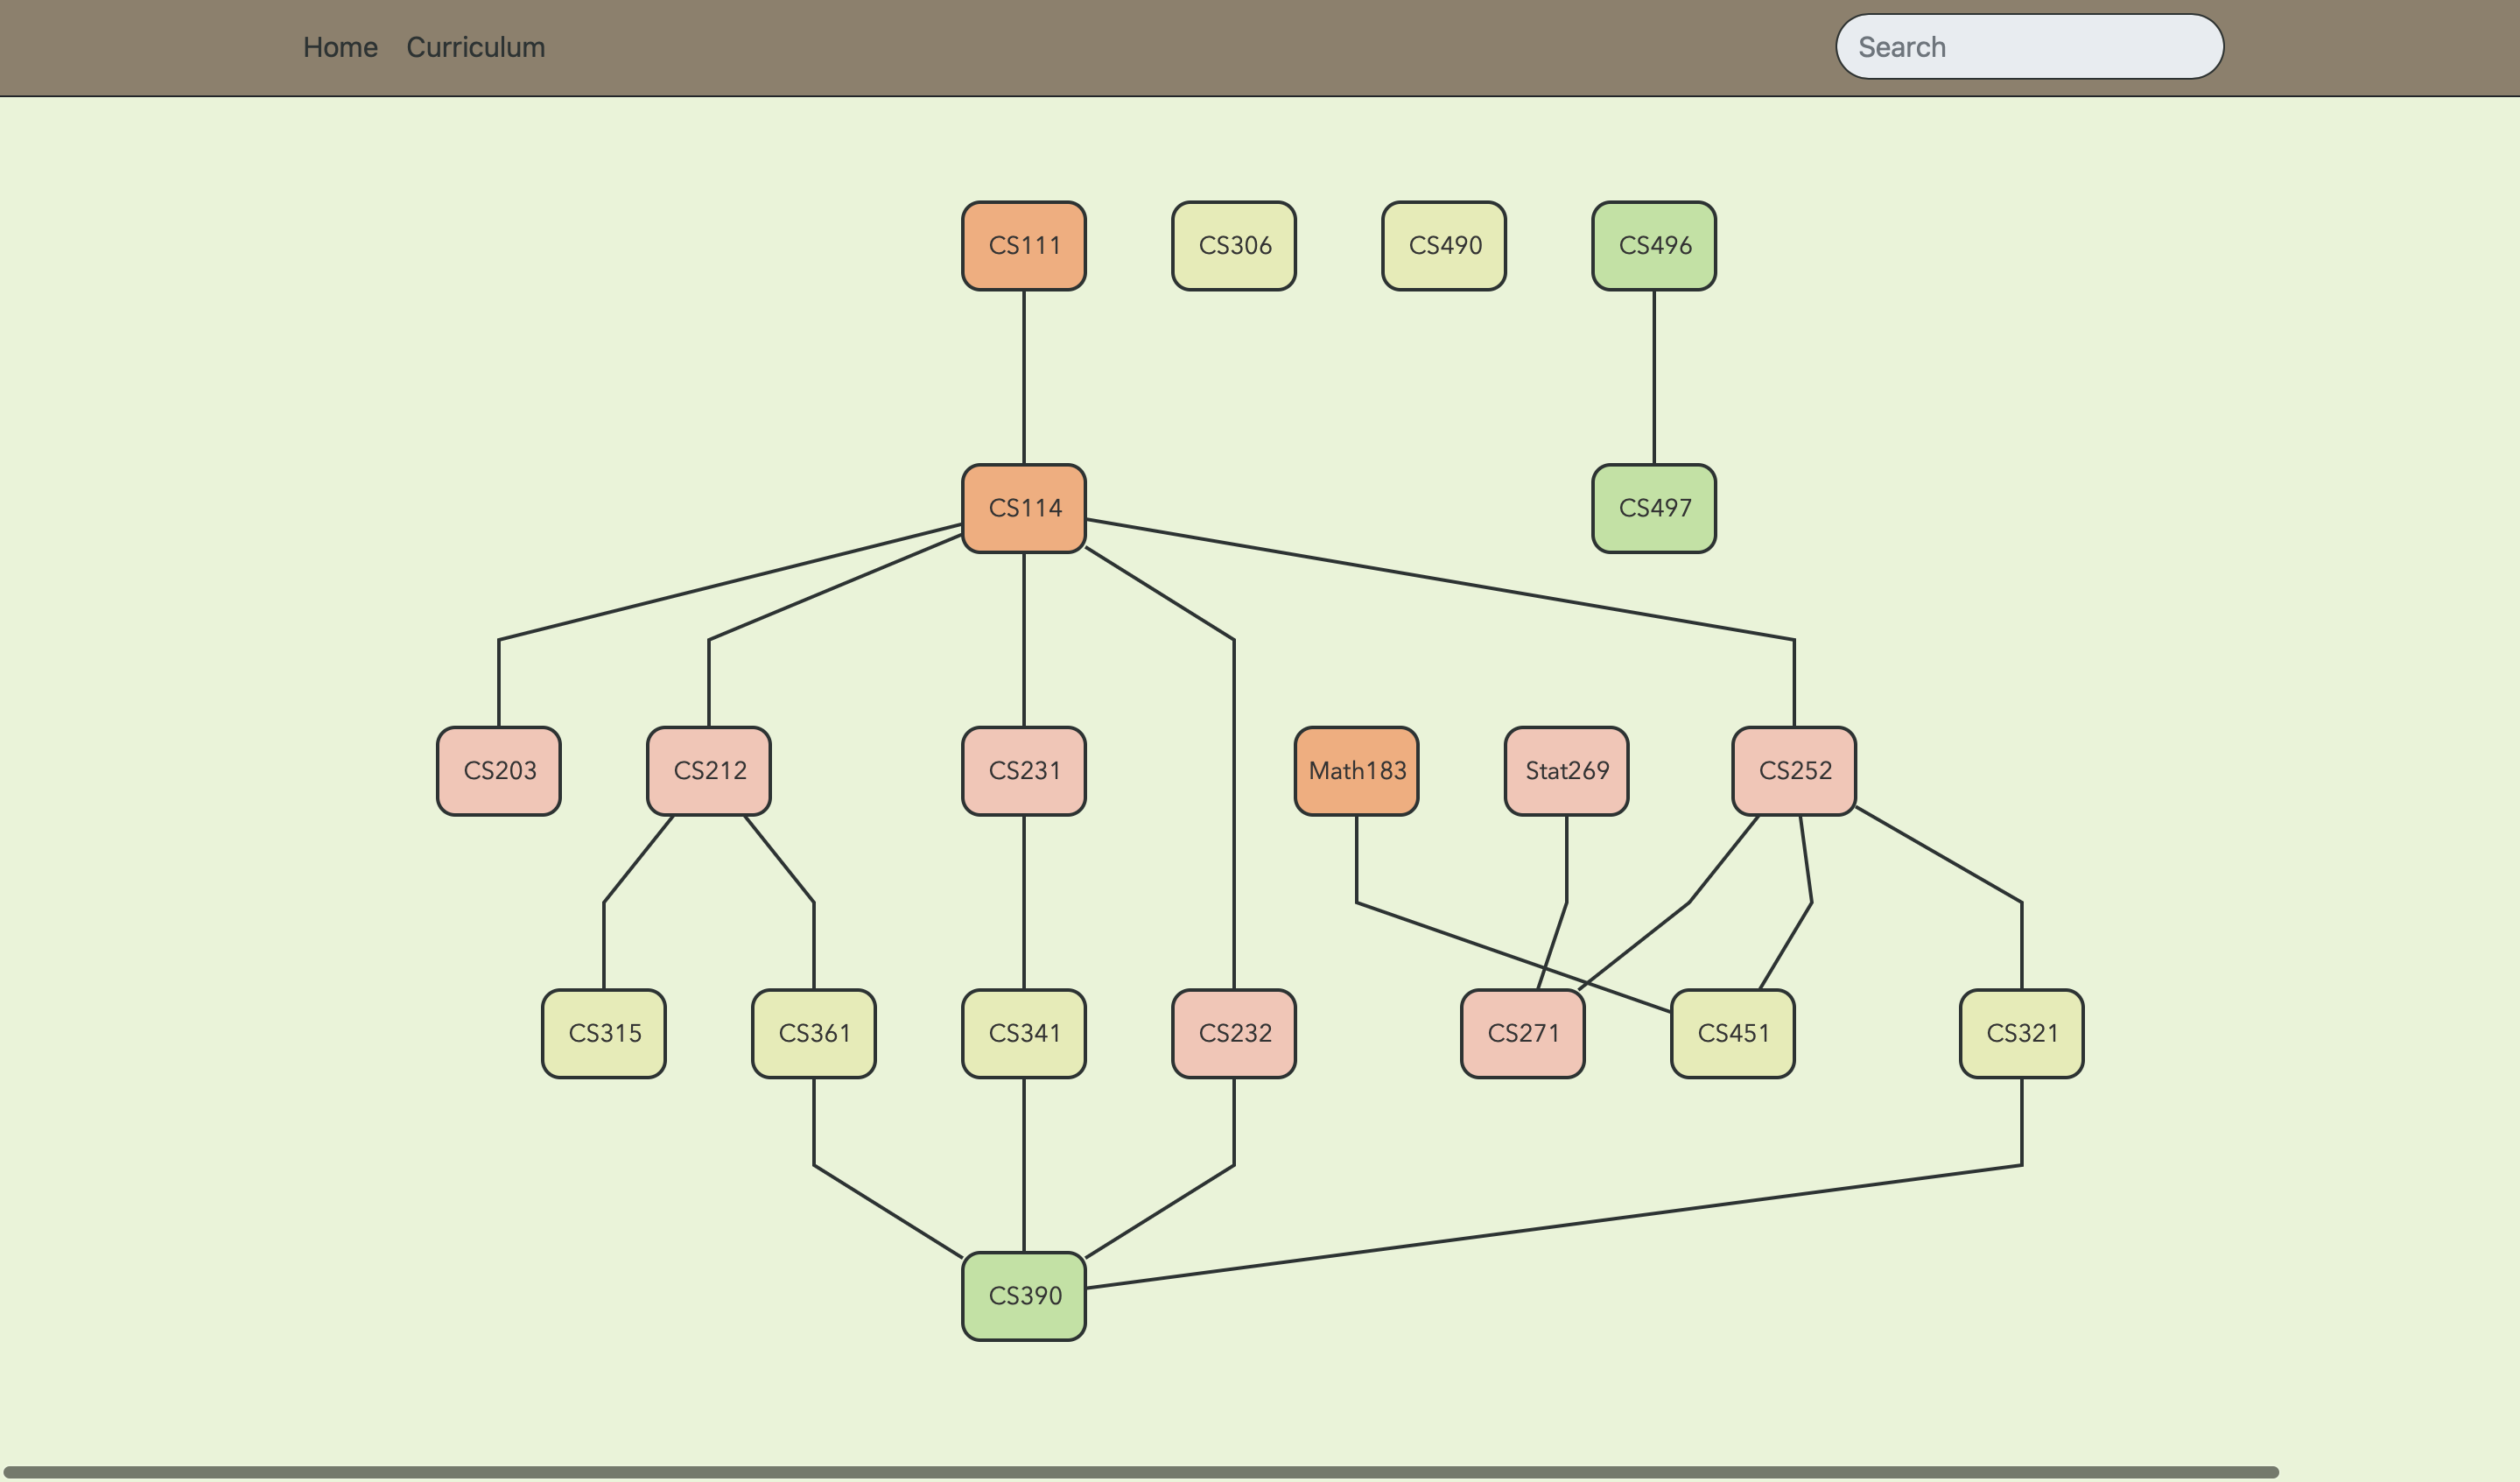 Home Curriculum Search
CS111 CS306 CS490 CS496
CS114 CS497
CS203 CS212 CS231 Math183 Stat269 CS252
CS315 CS361 CS341 CS232 CS271 CS451 CS321
CS390